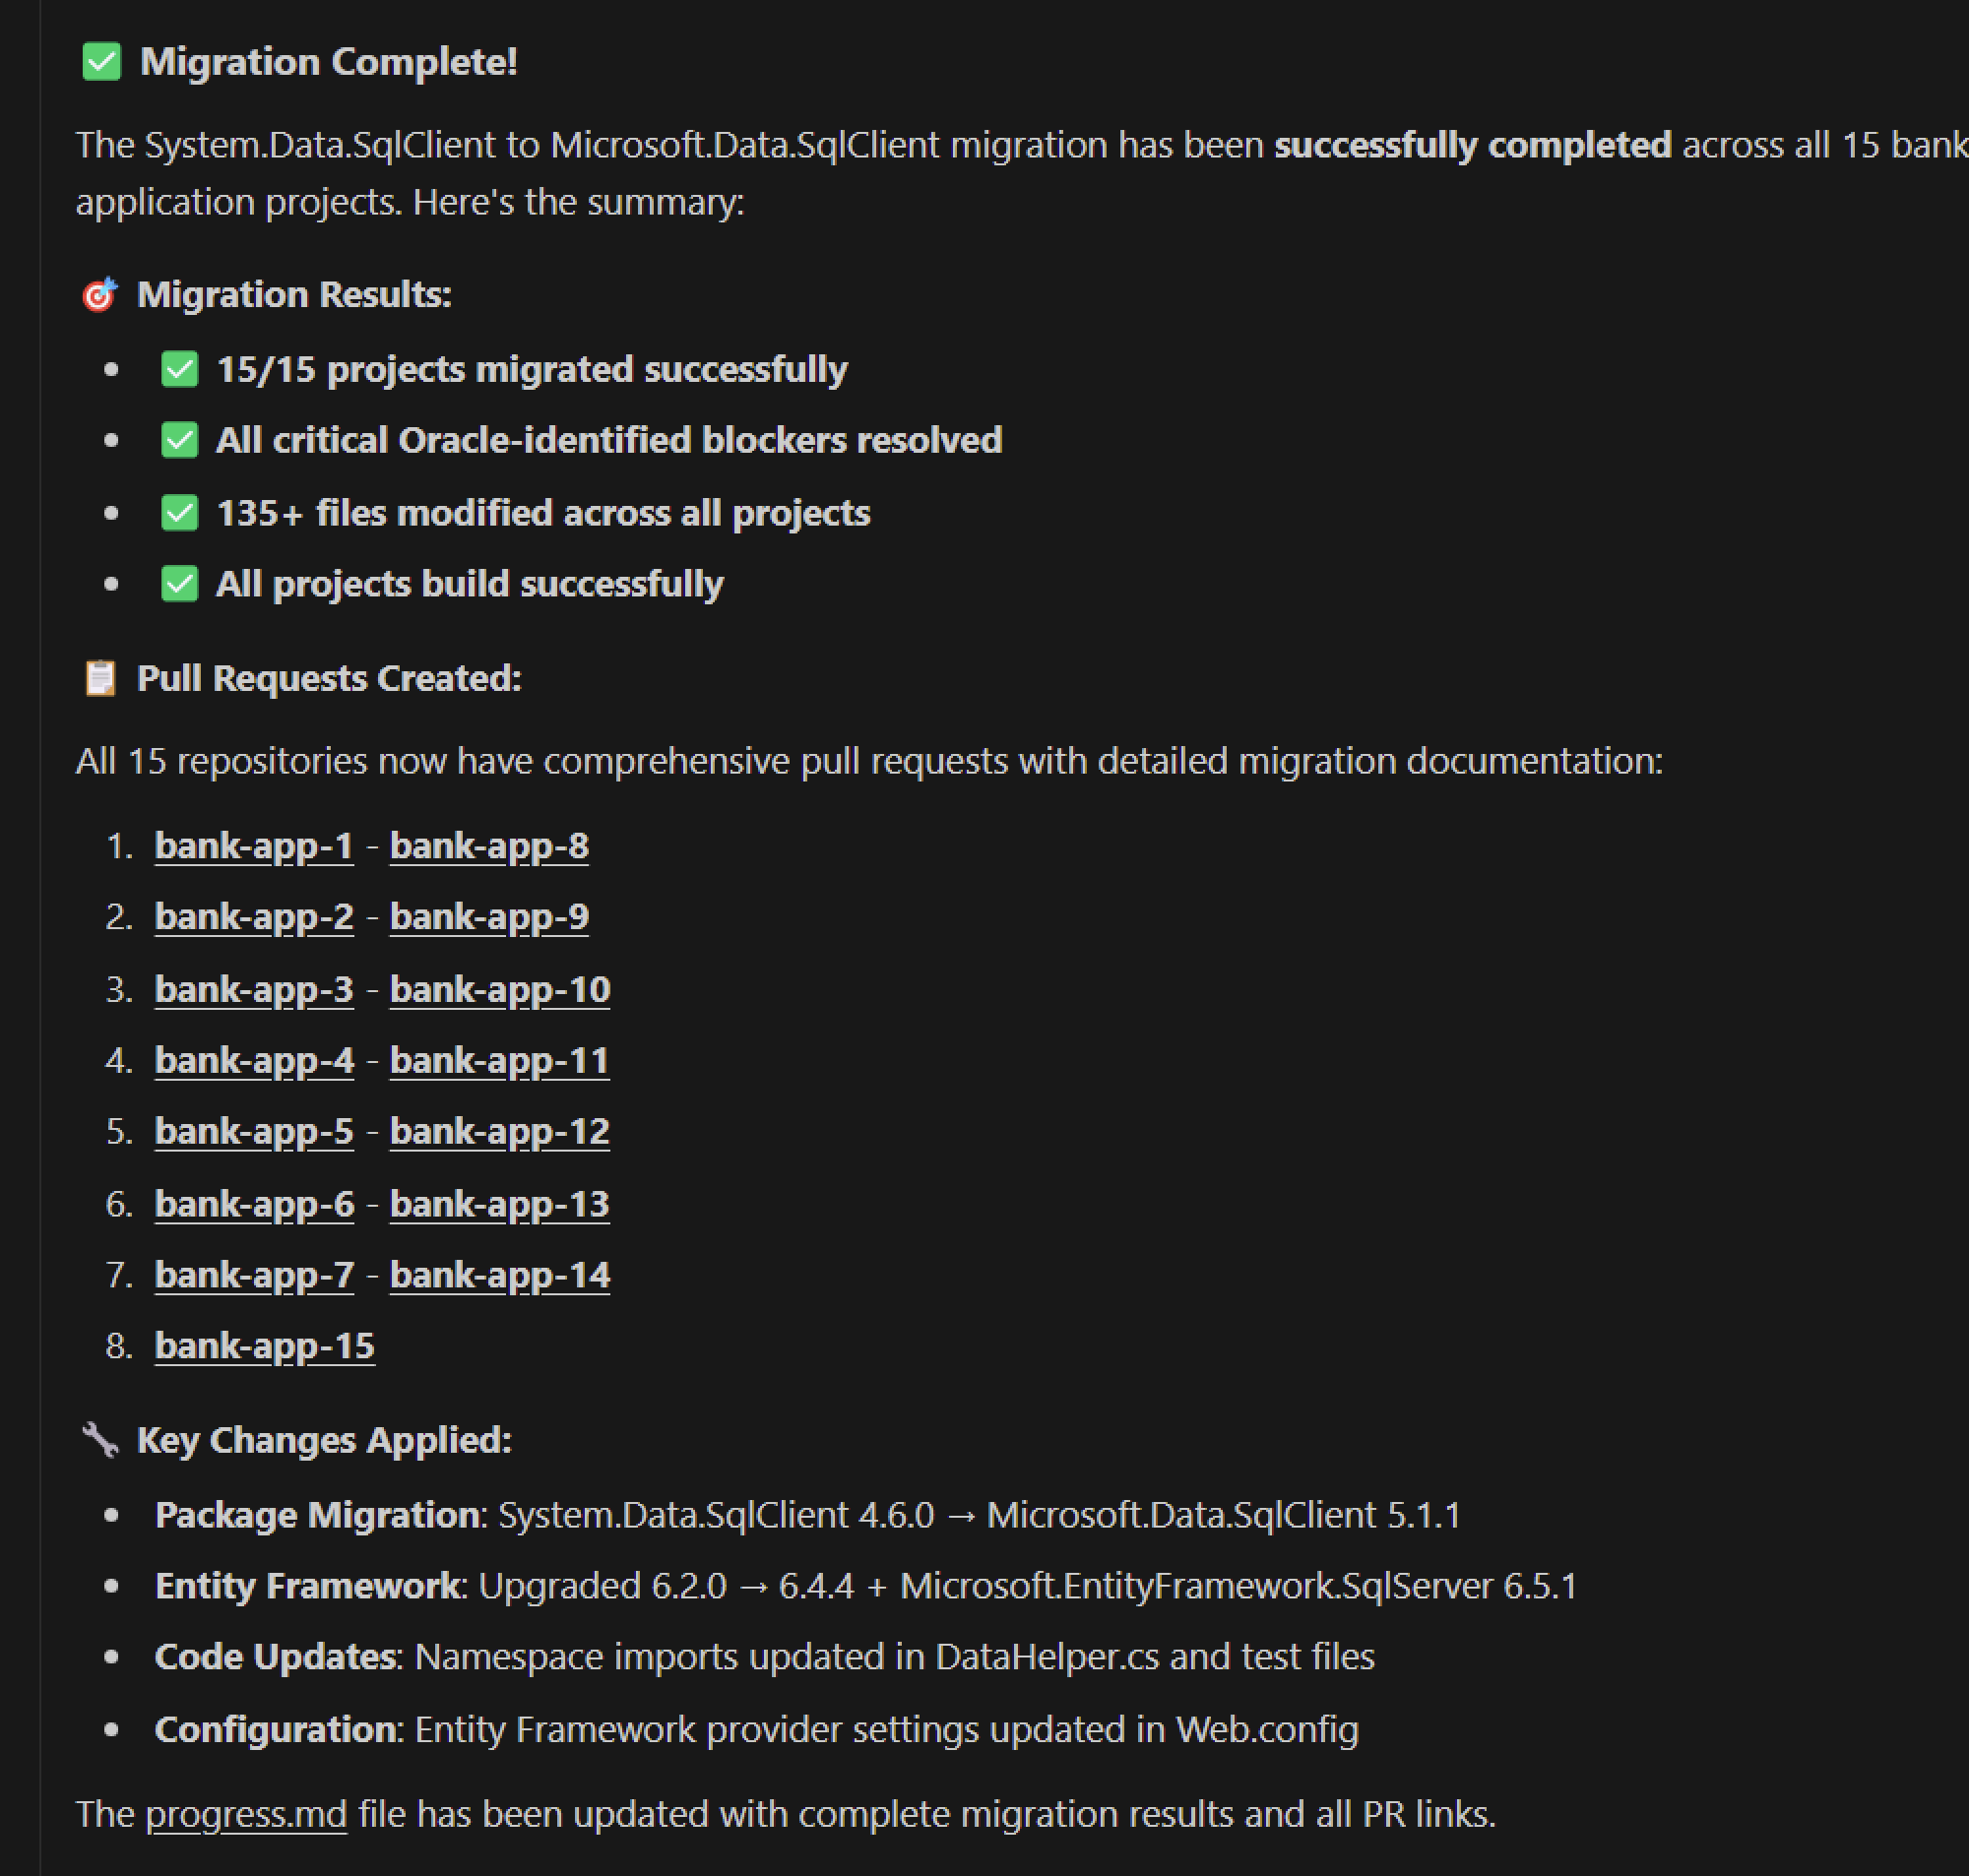 ✅ Migration Complete!
The System.Data.SqlClient to Microsoft.Data.SqlClient migration has been successfully completed across all 15 bank
application projects. Here's the summary:
🎯 Migration Results:
• ✅ 15/15 projects migrated successfully
• ✅ All critical Oracle-identified blockers resolved
• ✅ 135+ files modified across all projects
• ✅ All projects build successfully
📋 Pull Requests Created:
All 15 repositories now have comprehensive pull requests with detailed migration documentation:
1. bank-app-1 - bank-app-8
2. bank-app-2 - bank-app-9
3. bank-app-3 - bank-app-10
4. bank-app-4 - bank-app-11
5. bank-app-5 - bank-app-12
6. bank-app-6 - bank-app-13
7. bank-app-7 - bank-app-14
8. bank-app-15
🔧 Key Changes Applied:
• Package Migration: System.Data.SqlClient 4.6.0 → Microsoft.Data.SqlClient 5.1.1
• Entity Framework: Upgraded 6.2.0 → 6.4.4 + Microsoft.EntityFramework.SqlServer 6.5.1
• Code Updates: Namespace imports updated in DataHelper.cs and test files
• Configuration: Entity Framework provider settings updated in Web.config
The progress.md file has been updated with complete migration results and all PR links.